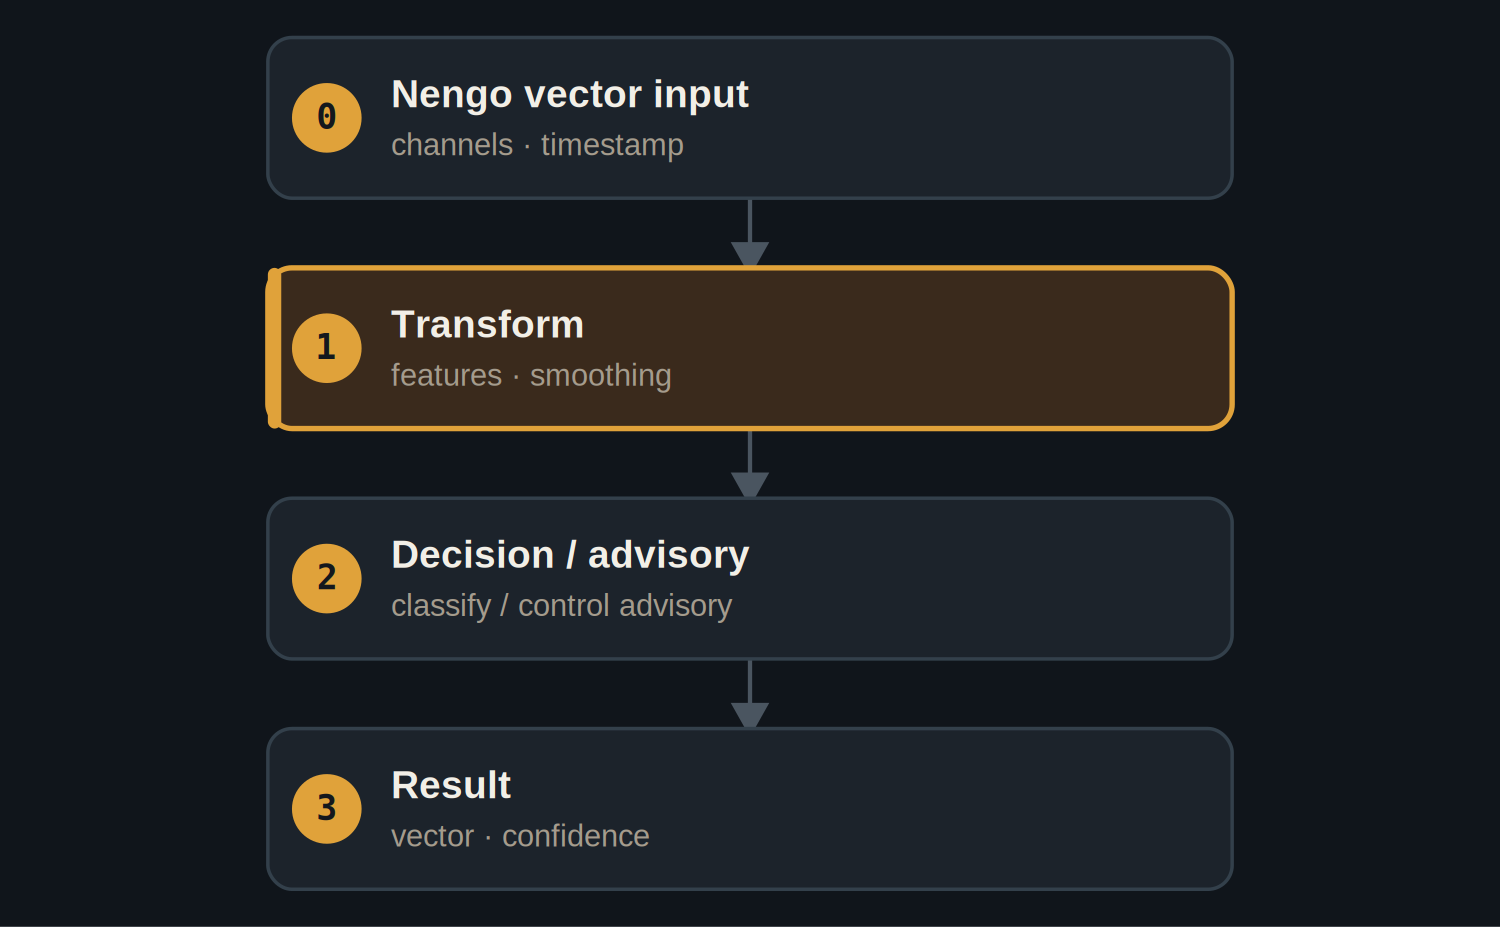 0
Nengo vector input
channels · timestamp
1
Transform
features · smoothing
2
Decision / advisory
classify / control advisory
3
Result
vector · confidence